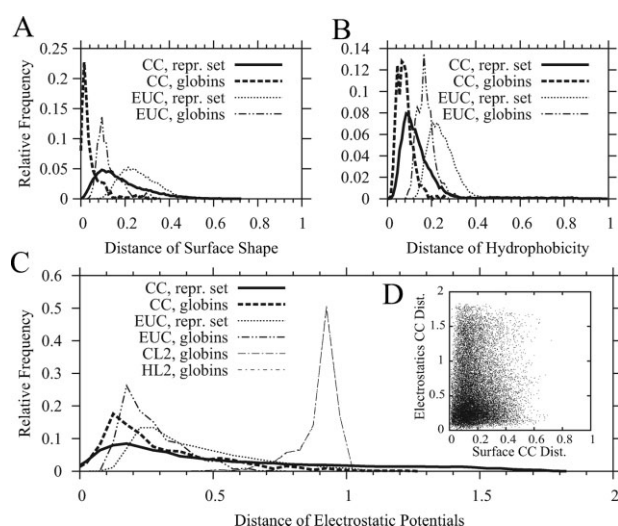 A
B
0.25
0.2
0.15
0.1
0.05
0
Relative Frequency
CC, repr. set
CC, globins
EUC, repr. set
EUC, globins
0 0.2 0.4 0.6 0.8 1
Distance of Surface Shape
0.14
0.12
0.1
0.08
0.06
0.04
0.02
0
CC, repr. set
CC, globins
EUC, repr. set
EUC, globins
0 0.2 0.4 0.6 0.8 1
Distance of Hydrophobicity
C
0.6
0.5
0.4
0.3
0.2
0.1
0
Relative Frequency
CC, repr. set
CC, globins
EUC, repr. set
EUC, globins
CL2, globins
HL2, globins
0 0.5 1 1.5 2
Distance of Electrostatic Potentials
D
Electrostatics CC Dist.
2
1.5
1
0.5
0
0 0.2 0.4 0.6 0.8 1
Surface CC Dist.